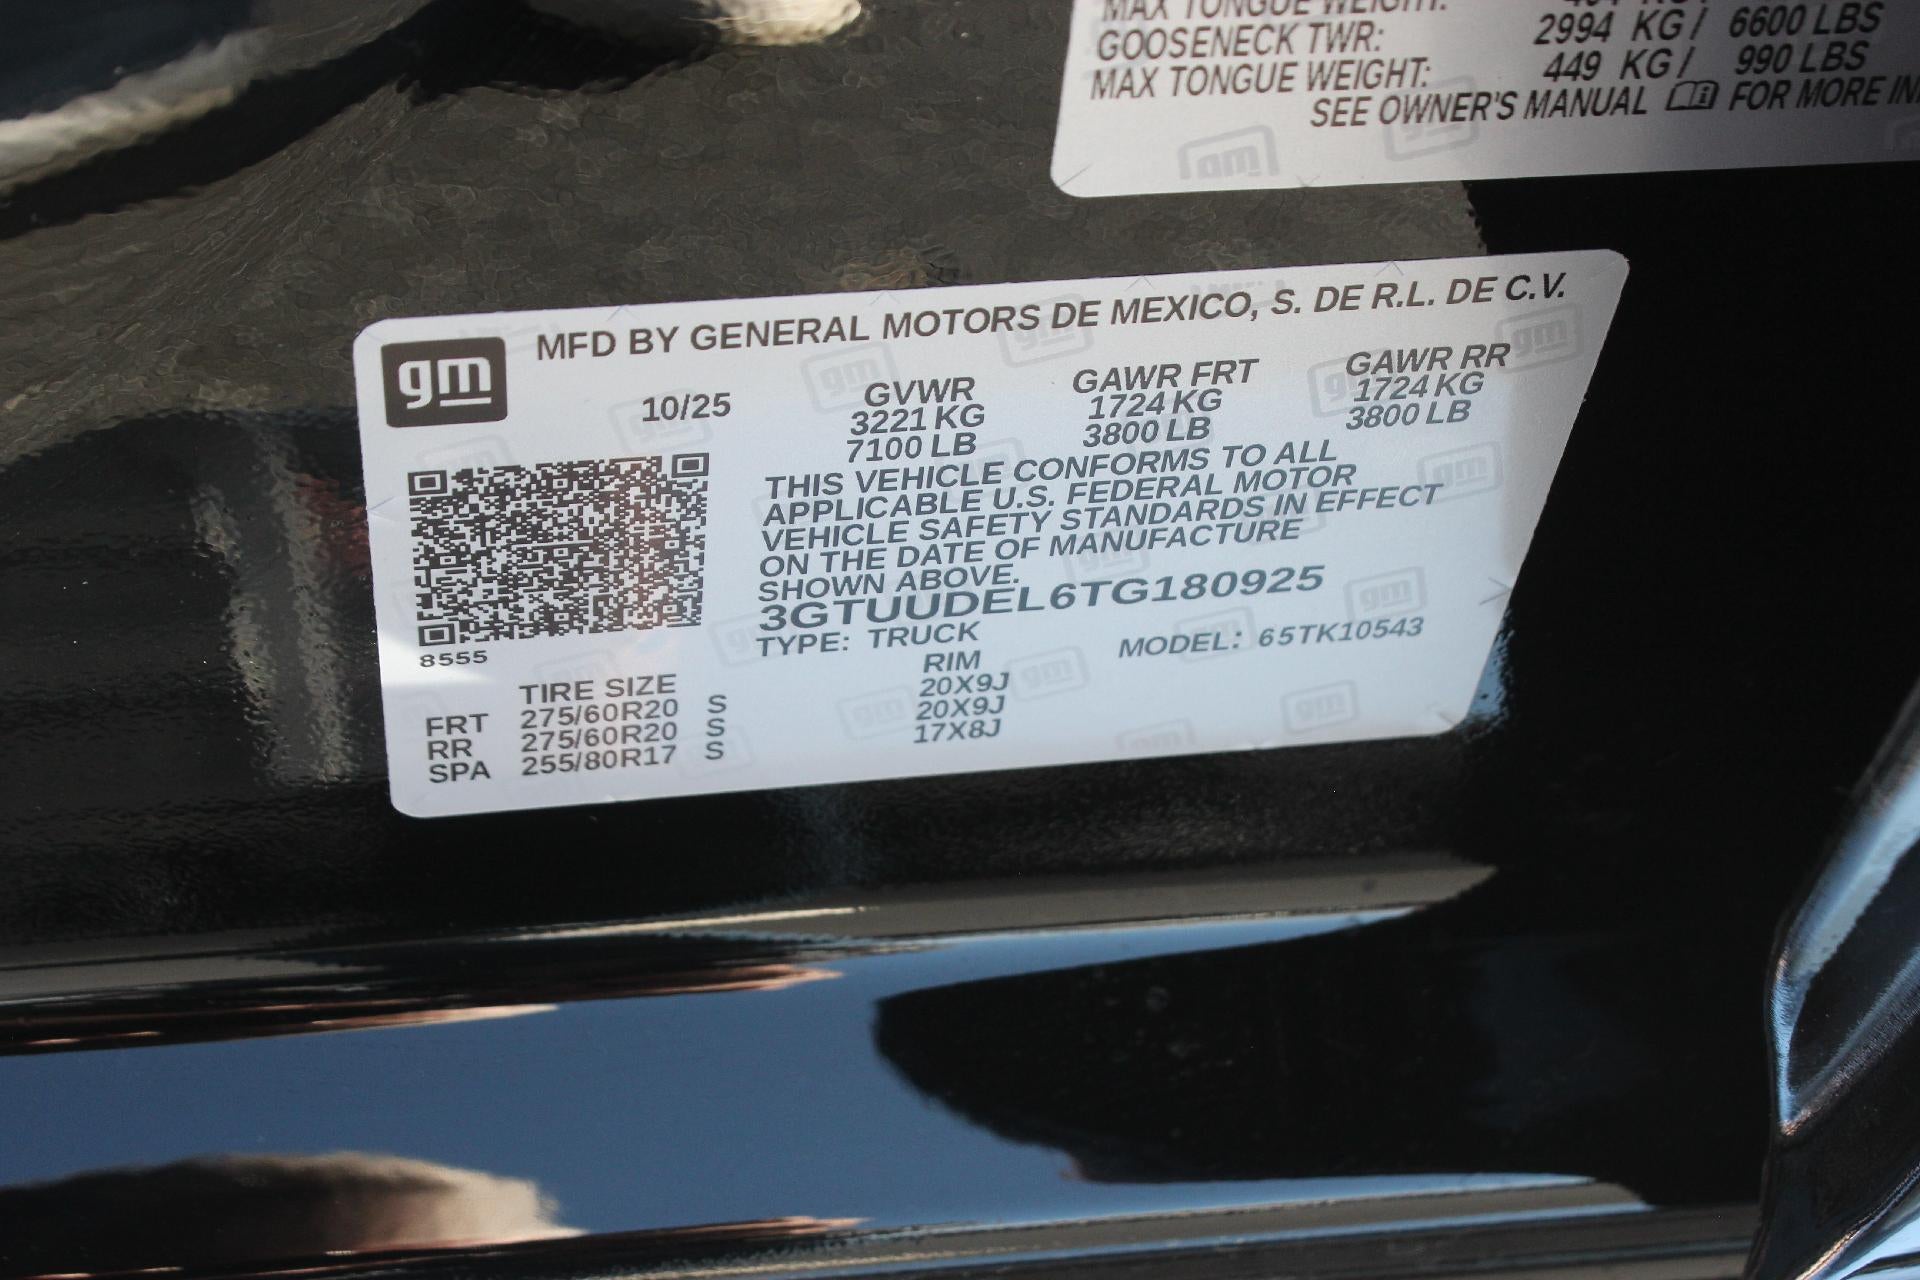 MAX TONGUE WEIGHT:
GOOSENECK TWR: 2994 KG / 6600 LBS
MAX TONGUE WEIGHT: 449 KG / 990 LBS
SEE OWNER'S MANUAL FOR MORE
gm
MFD BY GENERAL MOTORS DE MEXICO, S. DE R.L. DE C.V.
10/25 GVWR GAWR FRT GAWR RR
3221 KG 1724 KG 1724 KG
7100 LB 3800 LB 3800 LB
THIS VEHICLE CONFORMS TO ALL
APPLICABLE U.S. FEDERAL MOTOR
VEHICLE SAFETY STANDARDS IN EFFECT
ON THE DATE OF MANUFACTURE
SHOWN ABOVE.
3GTUUDEL6TG180925
TYPE: TRUCK MODEL: 65TK10543
8555
TIRE SIZE RIM
FRT 275/60R20 S 20X9J
RR 275/60R20 S 20X9J
SPA 255/80R17 S 17X8J